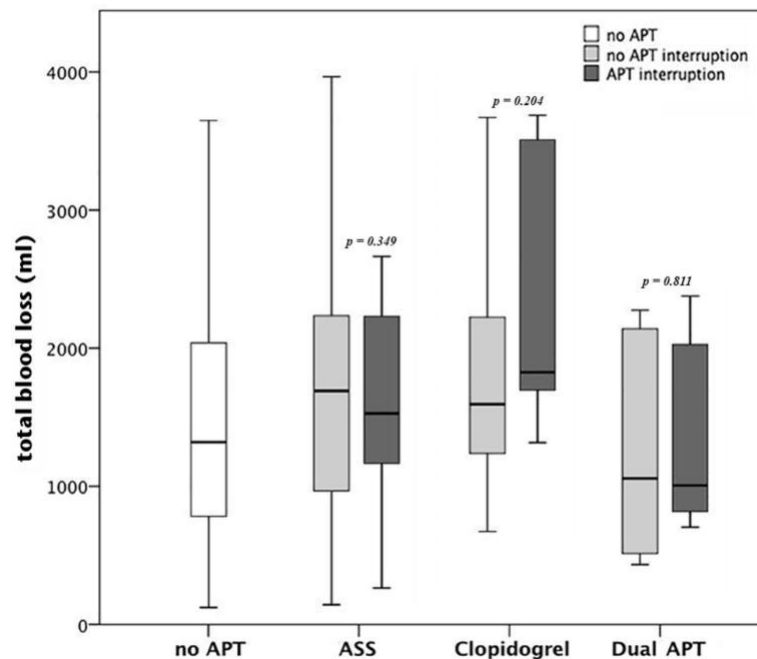 no APT
no APT interruption
APT interruption
4000
p = 0.204
3000
p = 0.349
p = 0.811
total blood loss (ml)
2000
1000
0
no APT ASS Clopidogrel Dual APT